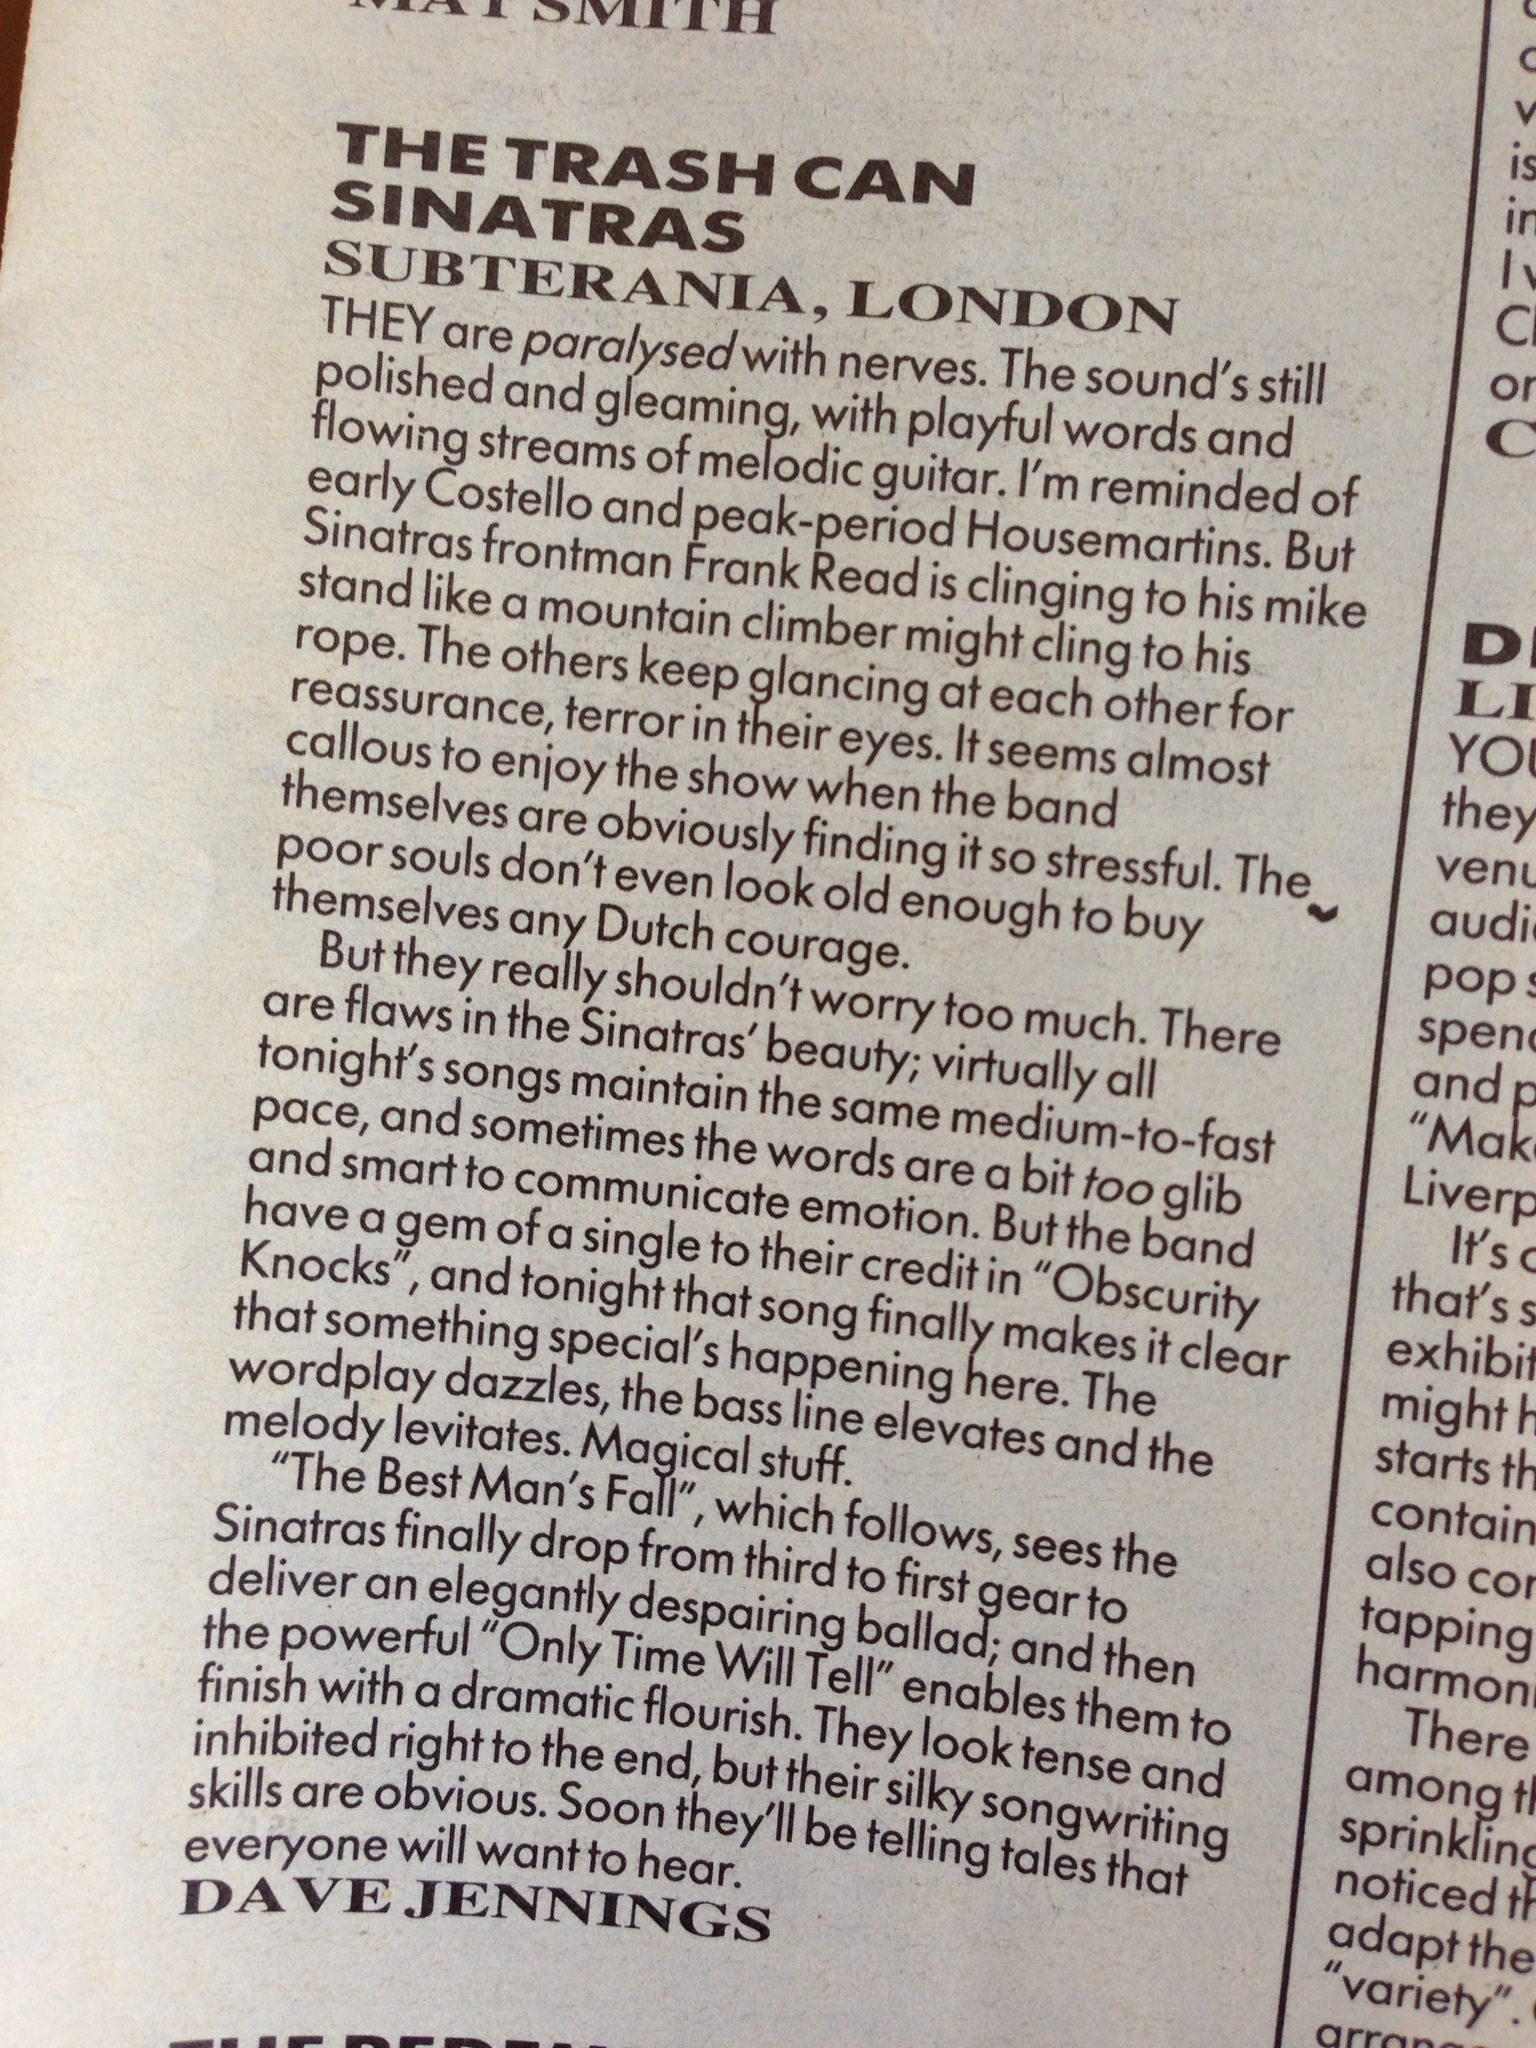 MAT SMITH
THE TRASH CAN
SINATRAS
SUBTERANIA, LONDON
THEY are paralysed with nerves. The sound's still
polished and gleaming, with playful words and
flowing streams of melodic guitar. I'm reminded of
early Costello and peak-period Housemartins. But
Sinatras frontman Frank Read is clinging to his mike
stand like a mountain climber might cling to his
rope. The others keep glancing at each other for
reassurance, terror in their eyes. It seems almost
callous to enjoy the show when the band
themselves are obviously finding it so stressful. The
poor souls don't even look old enough to buy
themselves any Dutch courage.
But they really shouldn't worry too much. There
are flaws in the Sinatras' beauty; virtually all
tonight's songs maintain the same medium-to-fast
pace, and sometimes the words are a bit too glib
and smart to communicate emotion. But the band
have a gem of a single to their credit in "Obscurity
Knocks", and tonight that song finally makes it clear
that something special's happening here. The
wordplay dazzles, the bass line elevates and the
melody levitates. Magical stuff.
"The Best Man's Fall", which follows, sees the
Sinatras finally drop from third to first gear to
deliver an elegantly despairing ballad; and then
the powerful "Only Time Will Tell" enables them to
finish with a dramatic flourish. They look tense and
inhibited right to the end, but their silky songwriting
skills are obvious. Soon they'll be telling tales that
everyone will want to hear.
DAVE JENNINGS
THE
is
in
I
on
C
LI
YOU
they
venu
audi
pop
spen
and p
"Mak
Liverp
It's
that's s
exhibit
might h
starts th
contain
also con
tapping
harmon
There
among th
sprinkling
noticed th
adapt the
"variety".